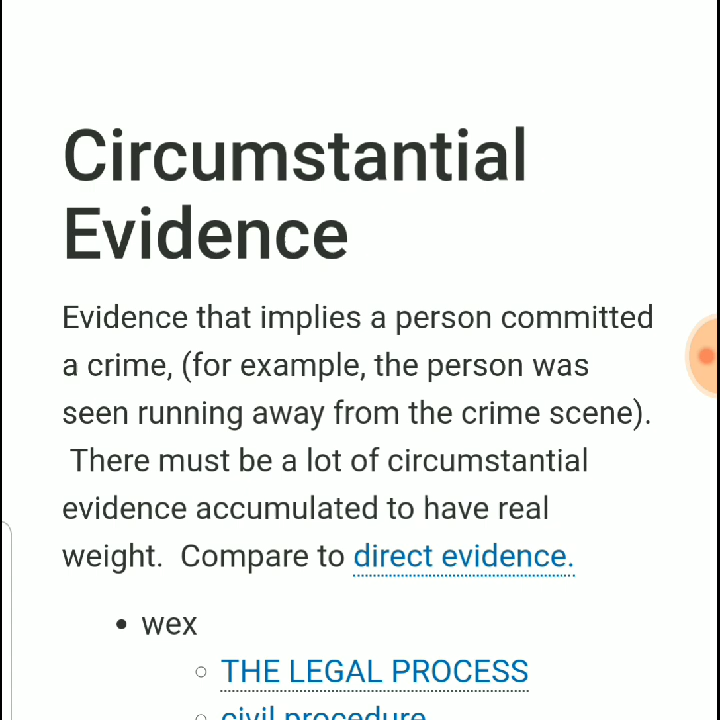 Circumstantial
Evidence
Evidence that implies a person committed
a crime, (for example, the person was
seen running away from the crime scene).
There must be a lot of circumstantial
evidence accumulated to have real
weight.  Compare to direct evidence.
• wex
○ THE LEGAL PROCESS
○ civil procedure